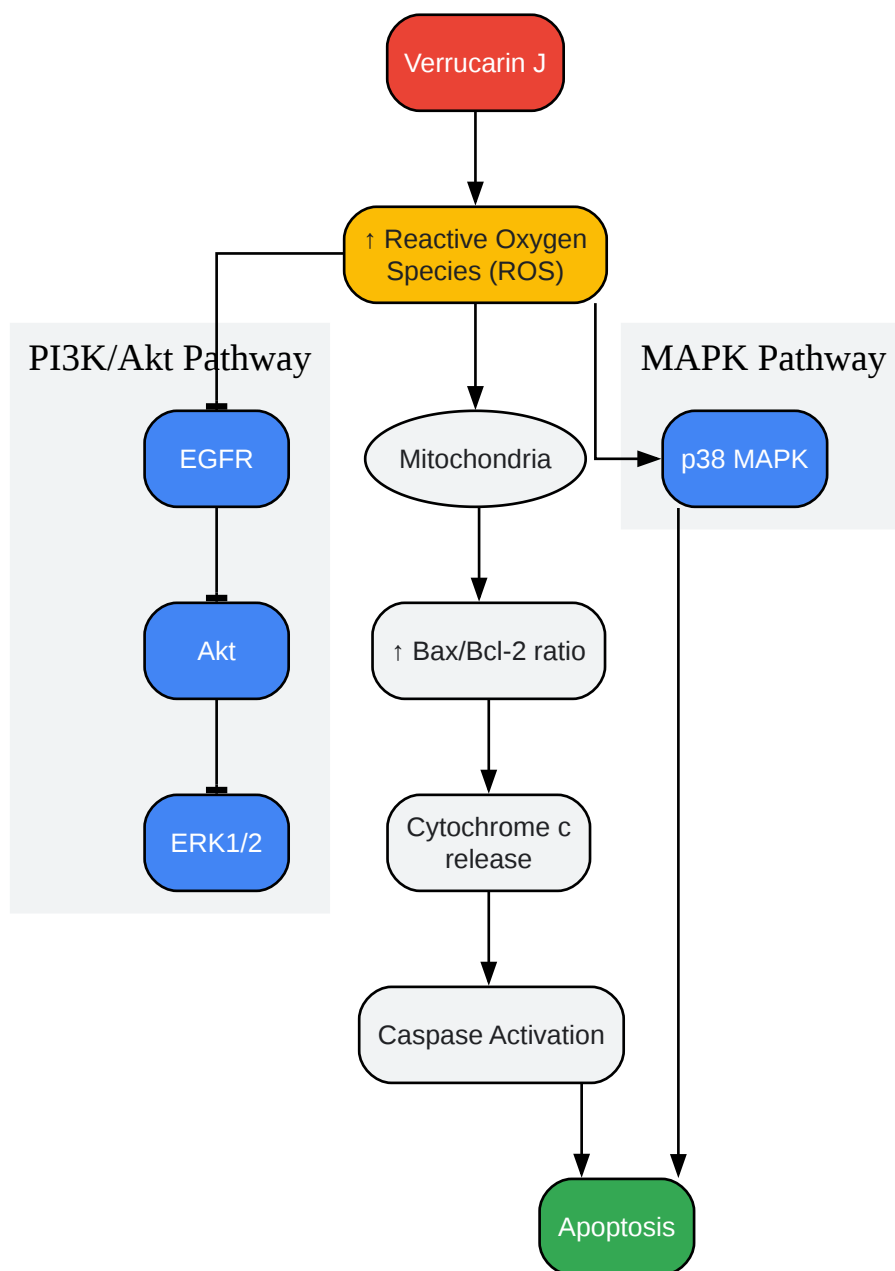 Verrucarin J
↑ Reactive Oxygen
Species (ROS)
PI3K/Akt Pathway
MAPK Pathway
EGFR
Mitochondria
p38 MAPK
Akt
↑ Bax/Bcl-2 ratio
ERK1/2
Cytochrome c
release
Caspase Activation
Apoptosis